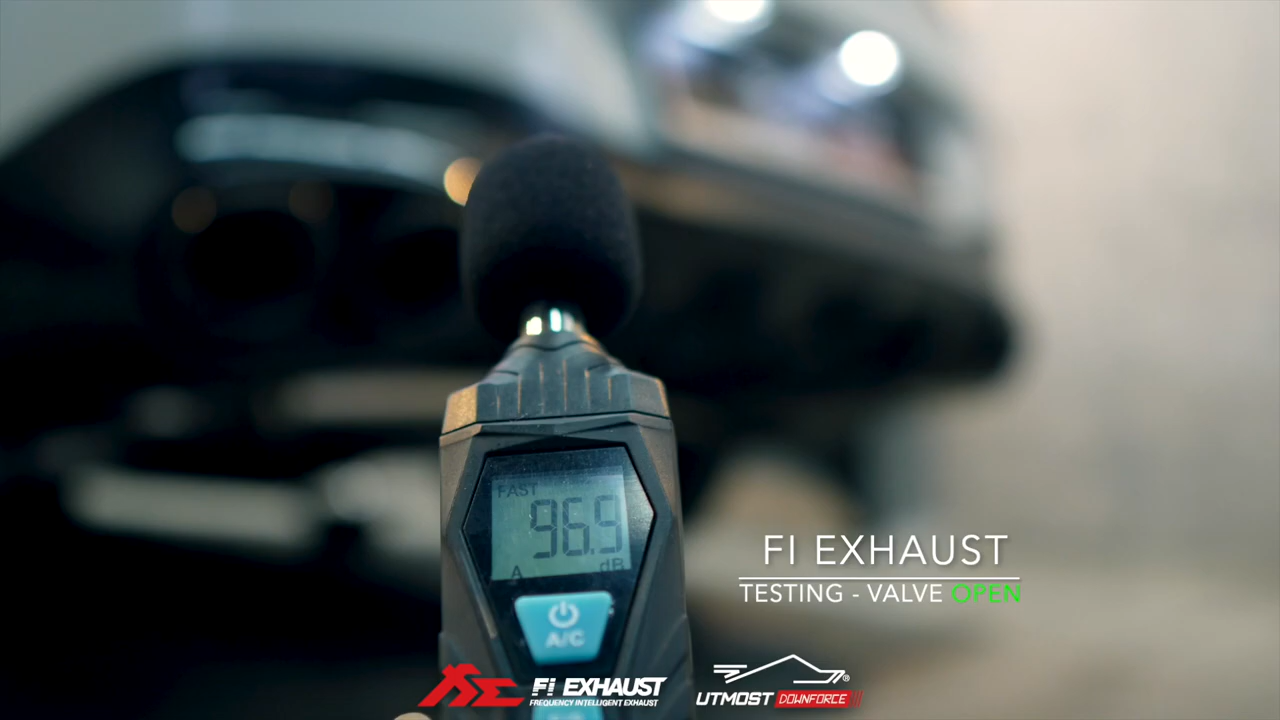 FAST
96.9
A dB
A/C
FI EXHAUST
TESTING - VALVE OPEN
FI EXHAUST
FREQUENCY INTELLIGENT EXHAUST
UTMOST DOWNFORCE
®